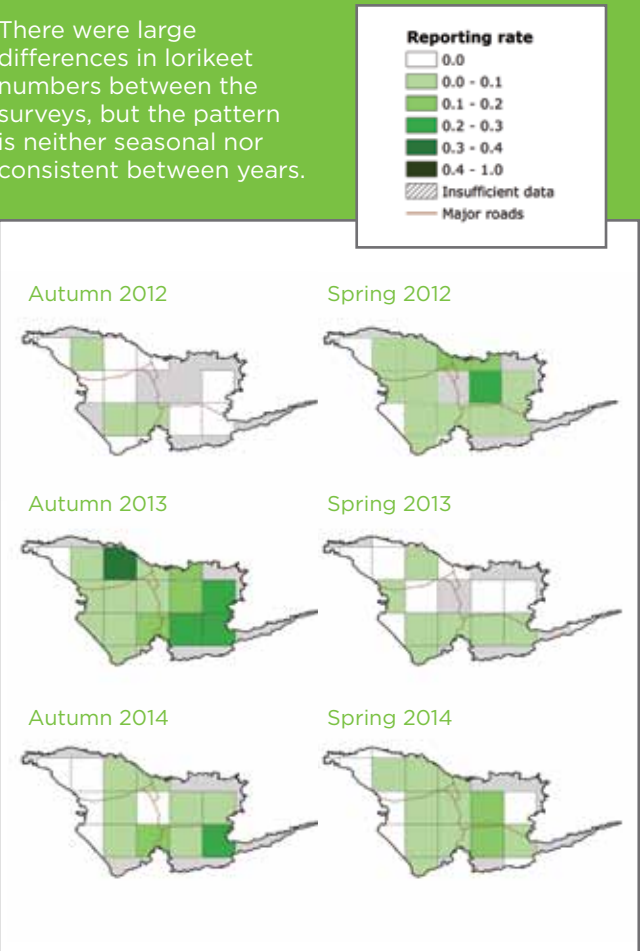 There were large
differences in lorikeet
numbers between the
surveys, but the pattern
is neither seasonal nor
consistent between years.
Reporting rate
0.0
0.0 - 0.1
0.1 - 0.2
0.2 - 0.3
0.3 - 0.4
0.4 - 1.0
Insufficient data
Major roads
Autumn 2012
Spring 2012
Autumn 2013
Spring 2013
Autumn 2014
Spring 2014